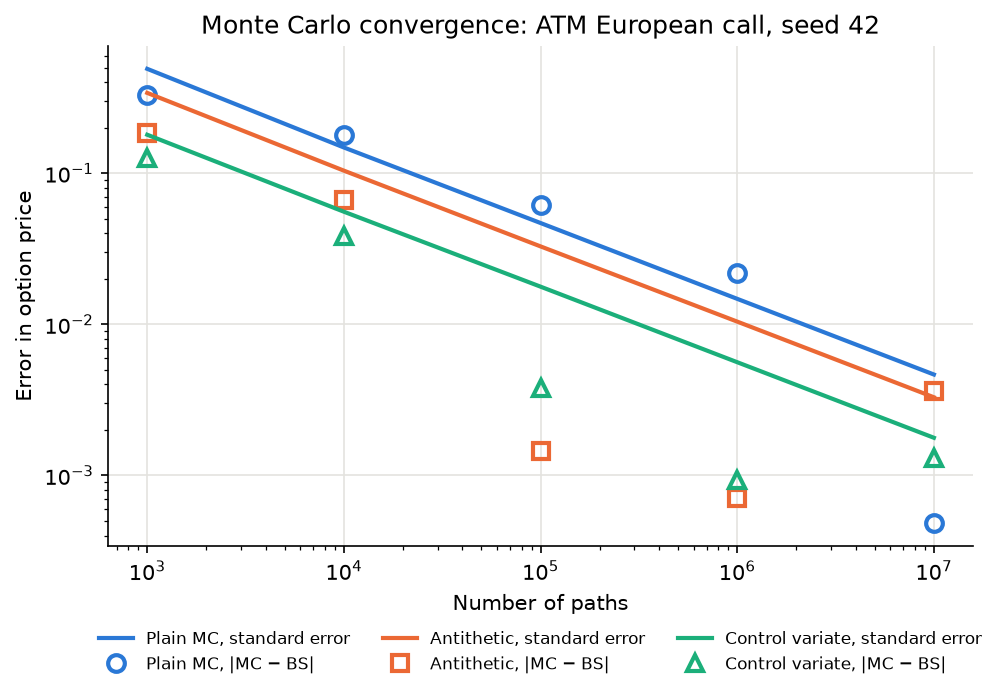 Monte Carlo convergence: ATM European call, seed 42
Error in option price
10⁻¹
10⁻²
10⁻³
10³ 10⁴ 10⁵ 10⁶ 10⁷
Number of paths
Plain MC, standard error Antithetic, standard error Control variate, standard error
Plain MC, |MC − BS| Antithetic, |MC − BS| Control variate, |MC − BS|